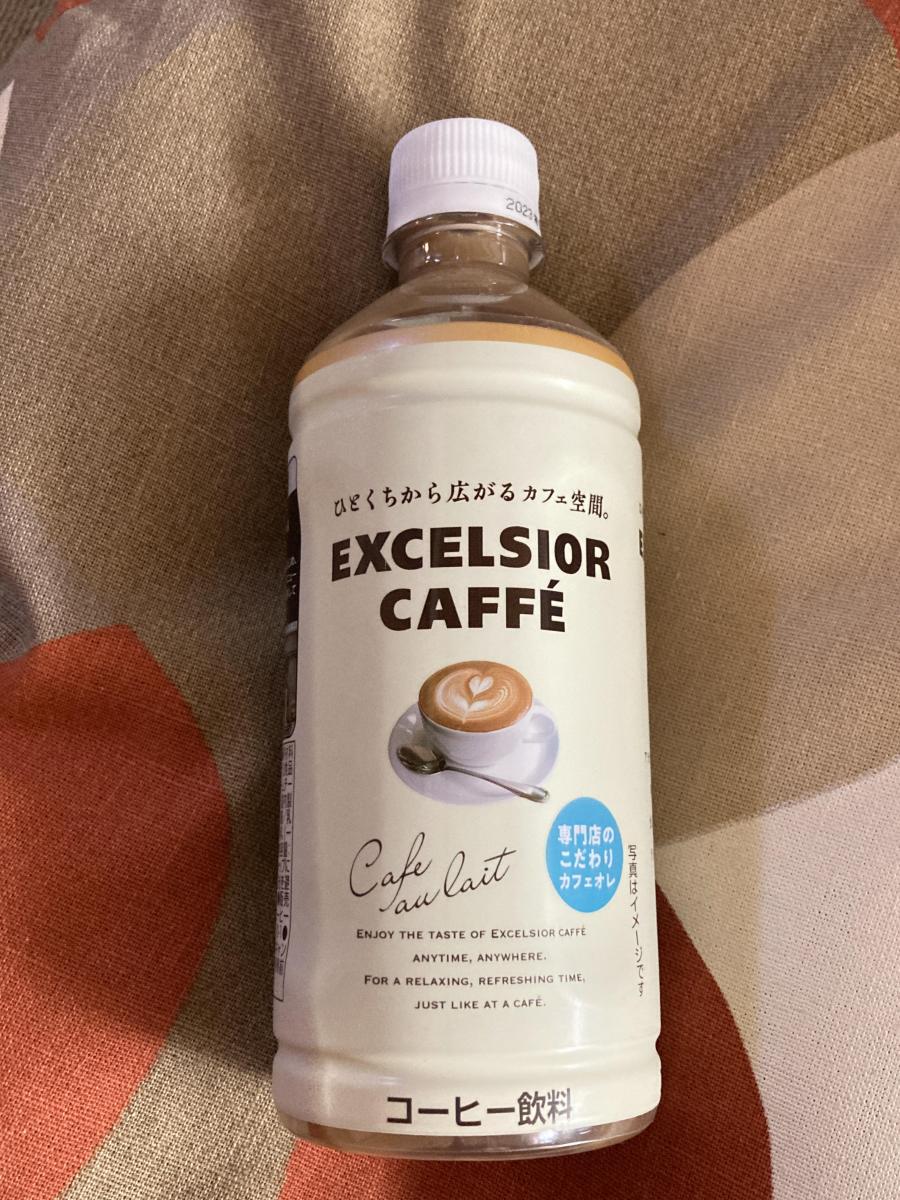 2023
ひとくちから広がるカフェ空間。
EXCELSIOR
CAFFÉ
Cafe
au lait
専門店の
こだわり
カフェオレ
写真はイメージです
ENJOY THE TASTE OF EXCELSIOR CAFFÉ
ANYTIME, ANYWHERE.
FOR A RELAXING, REFRESHING TIME,
JUST LIKE AT A CAFÉ.
コーヒー飲料